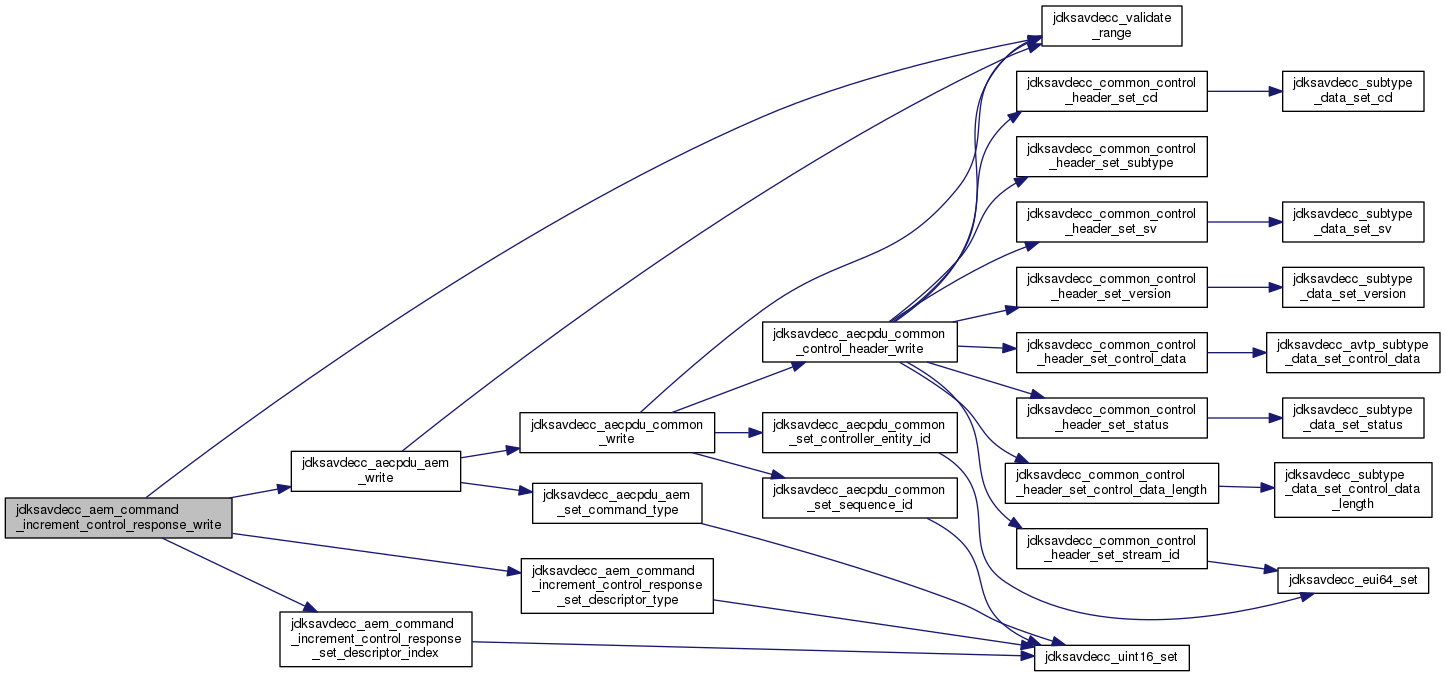 jdksavdecc_aem_command
_increment_control_response_write
jdksavdecc_validate
_range
jdksavdecc_aecpdu_aem
_write
jdksavdecc_aecpdu_common
_write
jdksavdecc_aecpdu_common
_control_header_write
jdksavdecc_common_control
_header_set_cd
jdksavdecc_subtype
_data_set_cd
jdksavdecc_common_control
_header_set_subtype
jdksavdecc_common_control
_header_set_sv
jdksavdecc_subtype
_data_set_sv
jdksavdecc_common_control
_header_set_version
jdksavdecc_subtype
_data_set_version
jdksavdecc_common_control
_header_set_control_data
jdksavdecc_avtp_subtype
_data_set_control_data
jdksavdecc_common_control
_header_set_status
jdksavdecc_subtype
_data_set_status
jdksavdecc_common_control
_header_set_control_data_length
jdksavdecc_subtype
_data_set_control_data
_length
jdksavdecc_common_control
_header_set_stream_id
jdksavdecc_eui64_set
jdksavdecc_aecpdu_common
_set_controller_entity_id
jdksavdecc_aecpdu_common
_set_sequence_id
jdksavdecc_aecpdu_aem
_set_command_type
jdksavdecc_aem_command
_increment_control_response
_set_descriptor_type
jdksavdecc_aem_command
_increment_control_response
_set_descriptor_index
jdksavdecc_uint16_set